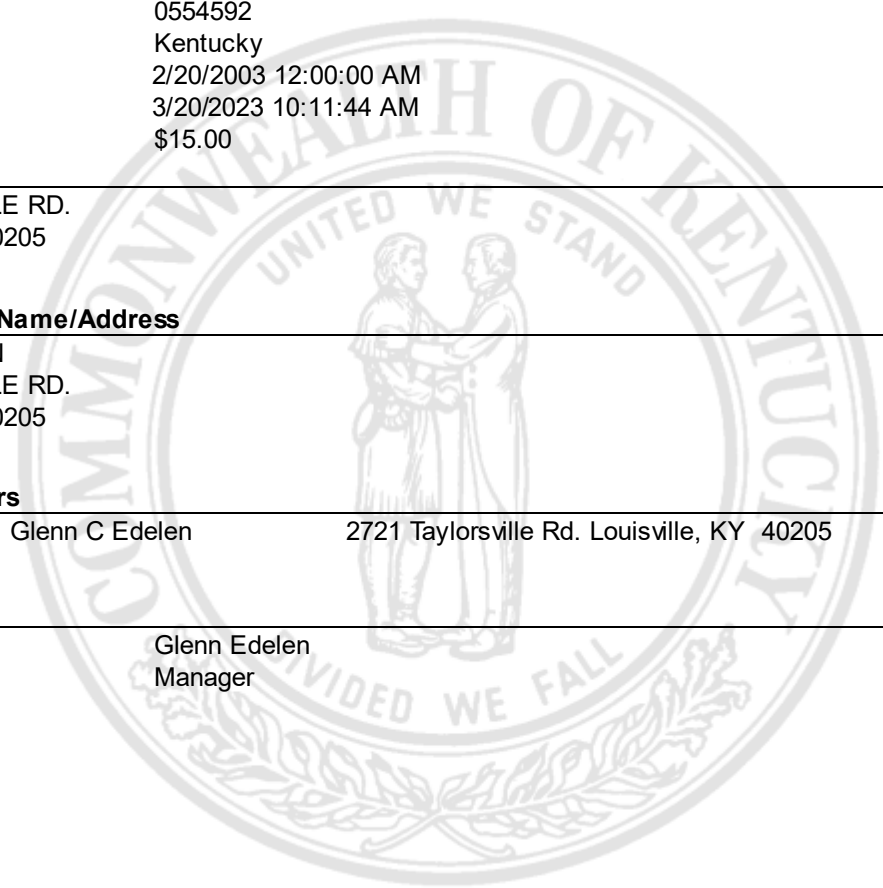 0554592
Kentucky
2/20/2003 12:00:00 AM
3/20/2023 10:11:44 AM
$15.00
LE RD.
0205
Name/Address
LE RD.
0205
rs
Glenn C Edelen 2721 Taylorsville Rd. Louisville, KY 40205
Glenn Edelen
Manager
COMMONWEALTH OF KENTUCKY
UNITED WE STAND
DIVIDED WE FALL